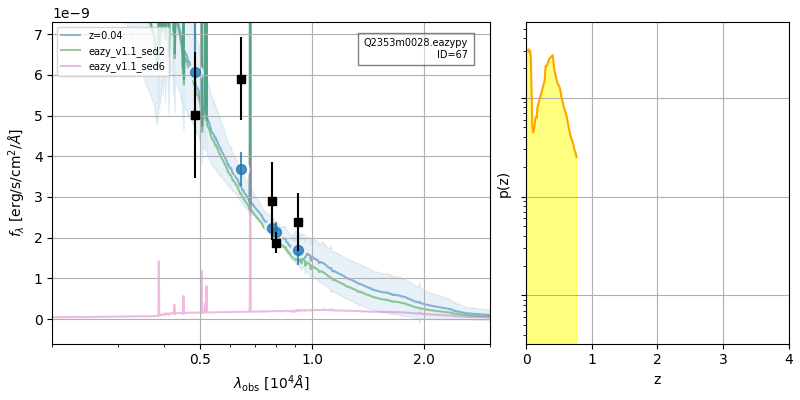 1e−9
z=0.04
eazy_v1.1_sed2
eazy_v1.1_sed6
Q2353m0028.eazypy
ID=67
7
6
5
4
3
2
1
0
fλ [erg/s/cm²/Å]
0.5
1.0
2.0
λobs [10⁴Å]
p(z)
0
1
2
3
4
z